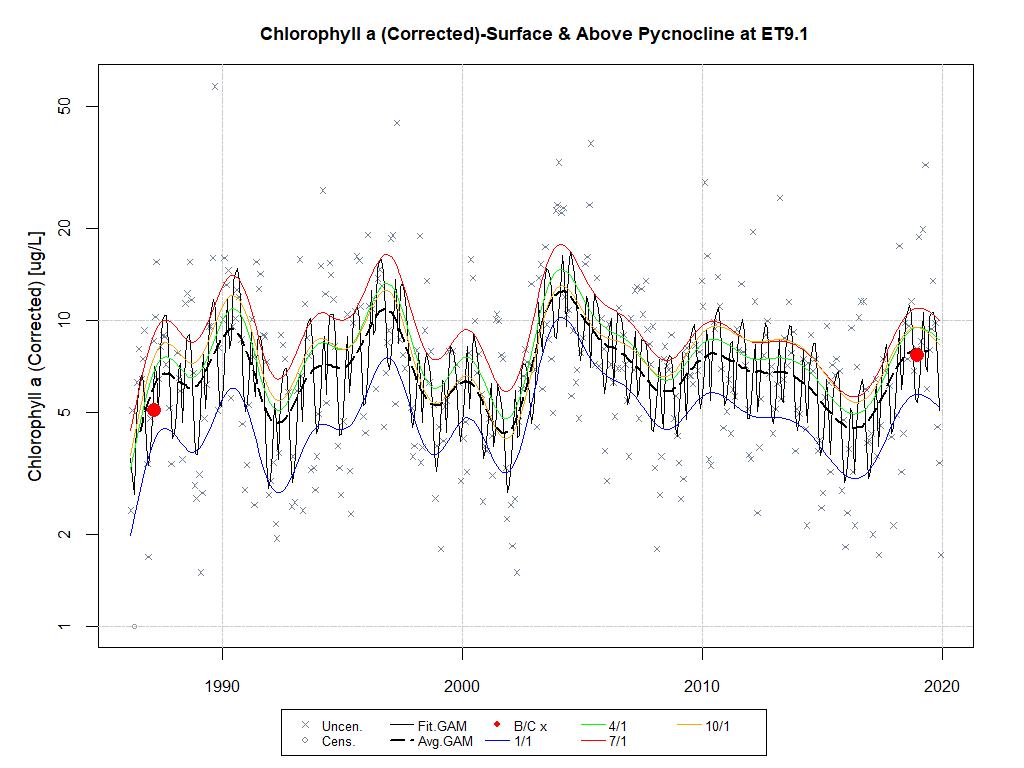 Chlorophyll a (Corrected)-Surface & Above Pycnocline at ET9.1
Chlorophyll a (Corrected) [ug/L]
50
20
10
5
2
1
1990 2000 2010 2020
Uncen. Fit.GAM B/C x 4/1 10/1
Cens. Avg.GAM 1/1 7/1